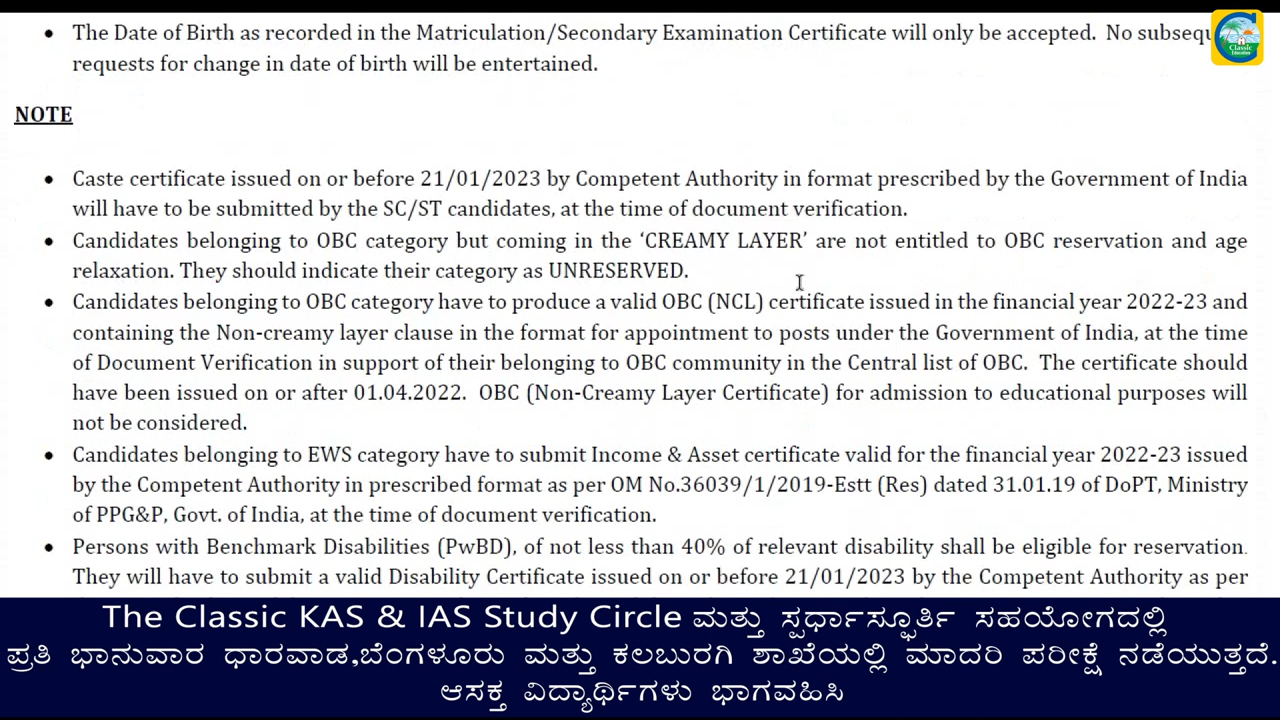 • The Date of Birth as recorded in the Matriculation/Secondary Examination Certificate will only be accepted. No
requests for change in date of birth will be entertained.
Classic
Education
NOTE
• Caste certificate issued on or before 21/01/2023 by Competent Authority in format prescribed by the Government of India
will have to be submitted by the SC/ST candidates, at the time of document verification.
• Candidates belonging to OBC category but coming in the ‘CREAMY LAYER’ are not entitled to OBC reservation and age
relaxation. They should indicate their category as UNRESERVED.
• Candidates belonging to OBC category have to produce a valid OBC (NCL) certificate issued in the financial year 2022-23 and
containing the Non-creamy layer clause in the format for appointment to posts under the Government of India, at the time
of Document Verification in support of their belonging to OBC community in the Central list of OBC. The certificate should
have been issued on or after 01.04.2022. OBC (Non-Creamy Layer Certificate) for admission to educational purposes will
not be considered.
• Candidates belonging to EWS category have to submit Income & Asset certificate valid for the financial year 2022-23 issued
by the Competent Authority in prescribed format as per OM No.36039/1/2019-Estt (Res) dated 31.01.19 of DoPT, Ministry
of PPG&P, Govt. of India, at the time of document verification.
• Persons with Benchmark Disabilities (PwBD), of not less than 40% of relevant disability shall be eligible for reservation.
They will have to submit a valid Disability Certificate issued on or before 21/01/2023 by the Competent Authority as per
The Classic KAS & IAS Study Circle ಮತ್ತು ಸ್ಪರ್ಧಾಸ್ಫೂರ್ತಿ ಸಹಯೋಗದಲ್ಲಿ
ಪ್ರತಿ ಭಾನುವಾರ ಧಾರವಾಡ,ಬೆಂಗಳೂರು ಮತ್ತು ಕಲಬುರಗಿ ಶಾಖೆಯಲ್ಲಿ ಮಾದರಿ ಪರೀಕ್ಷೆ ನಡೆಯುತ್ತದೆ.
ಆಸಕ್ತ ವಿದ್ಯಾರ್ಥಿಗಳು ಭಾಗವಹಿಸಿ